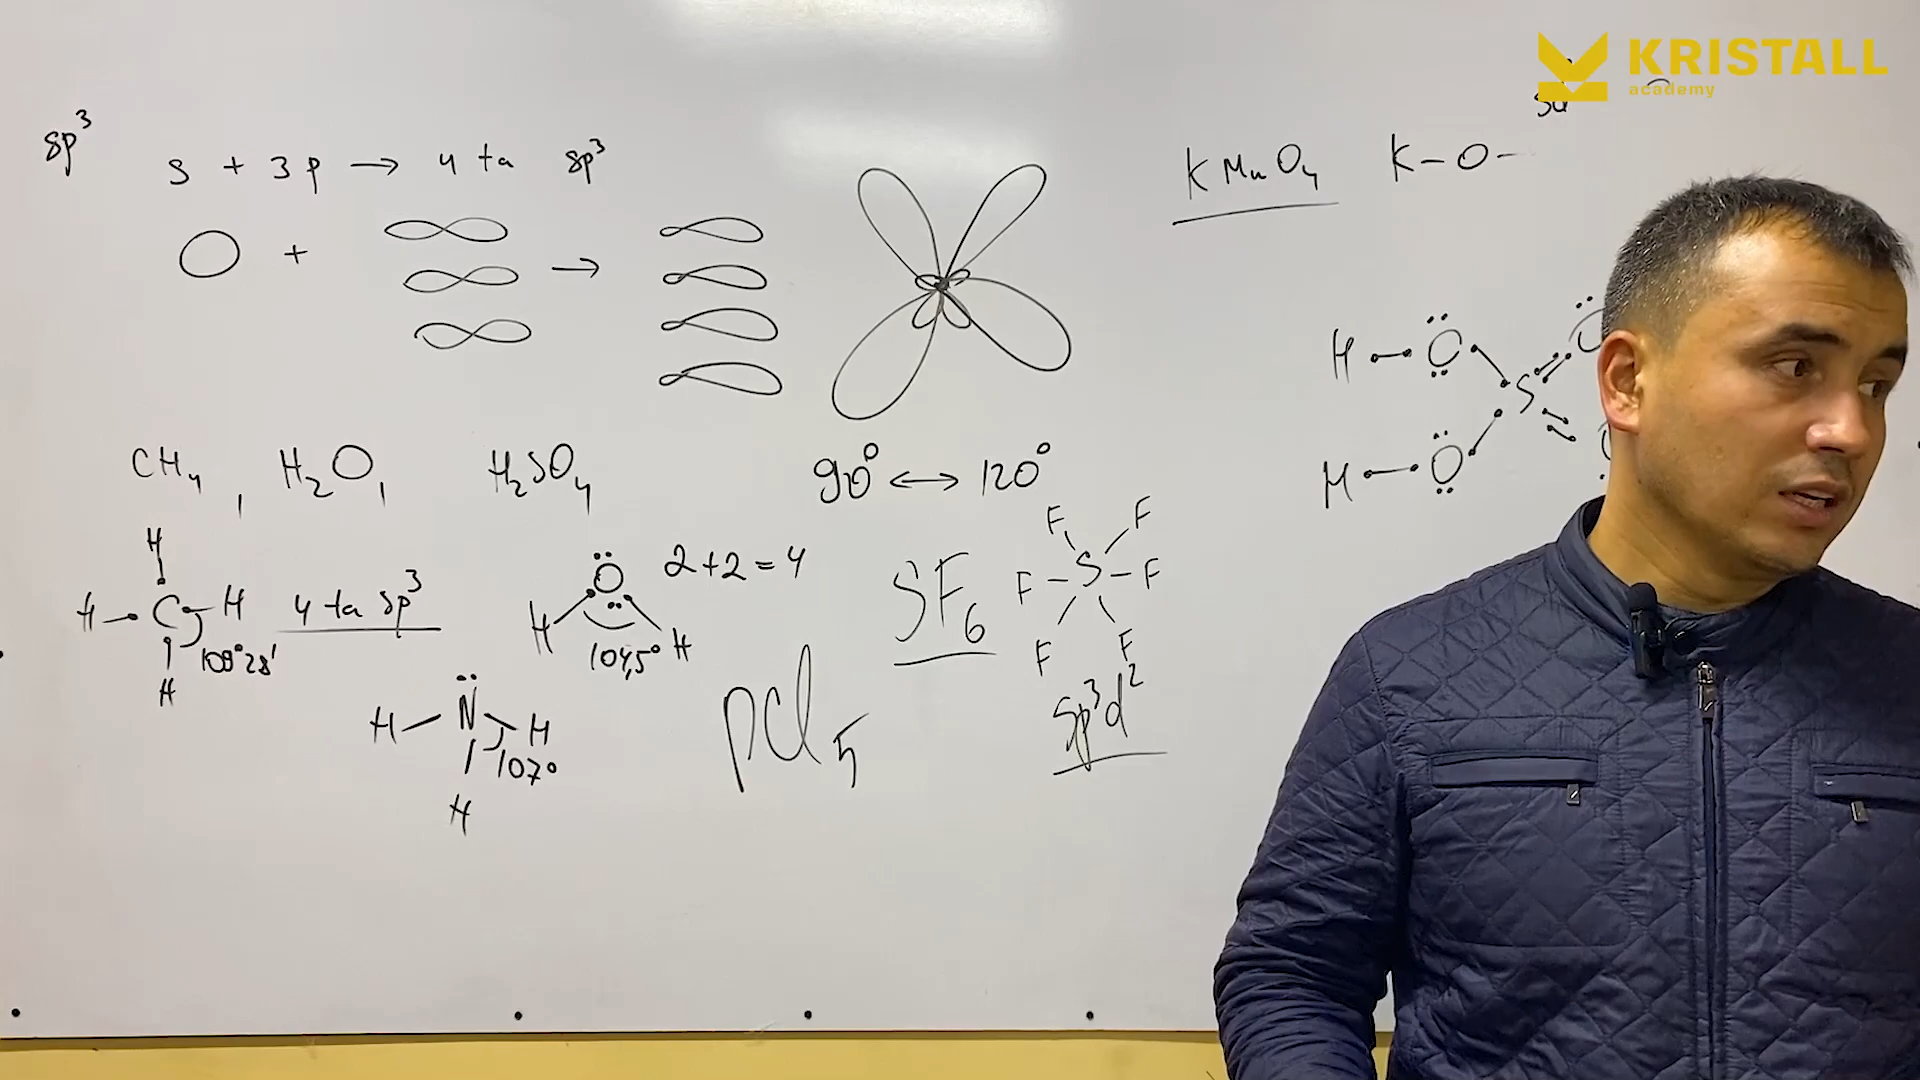 KRISTALL
academy
sp³
s + 3p → 4 ta sp³
+ →
KMnO₄ K-O-
CH₄, H₂O, H₂SO₄
90° ↔ 120°
H O S
H O
H
H C H 109°28'
H
4 ta sp³
O 2+2=4
H 104,5° H
SF₆
F F
F S F
F F
sp³d²
H N H
107°
H
PCl₅